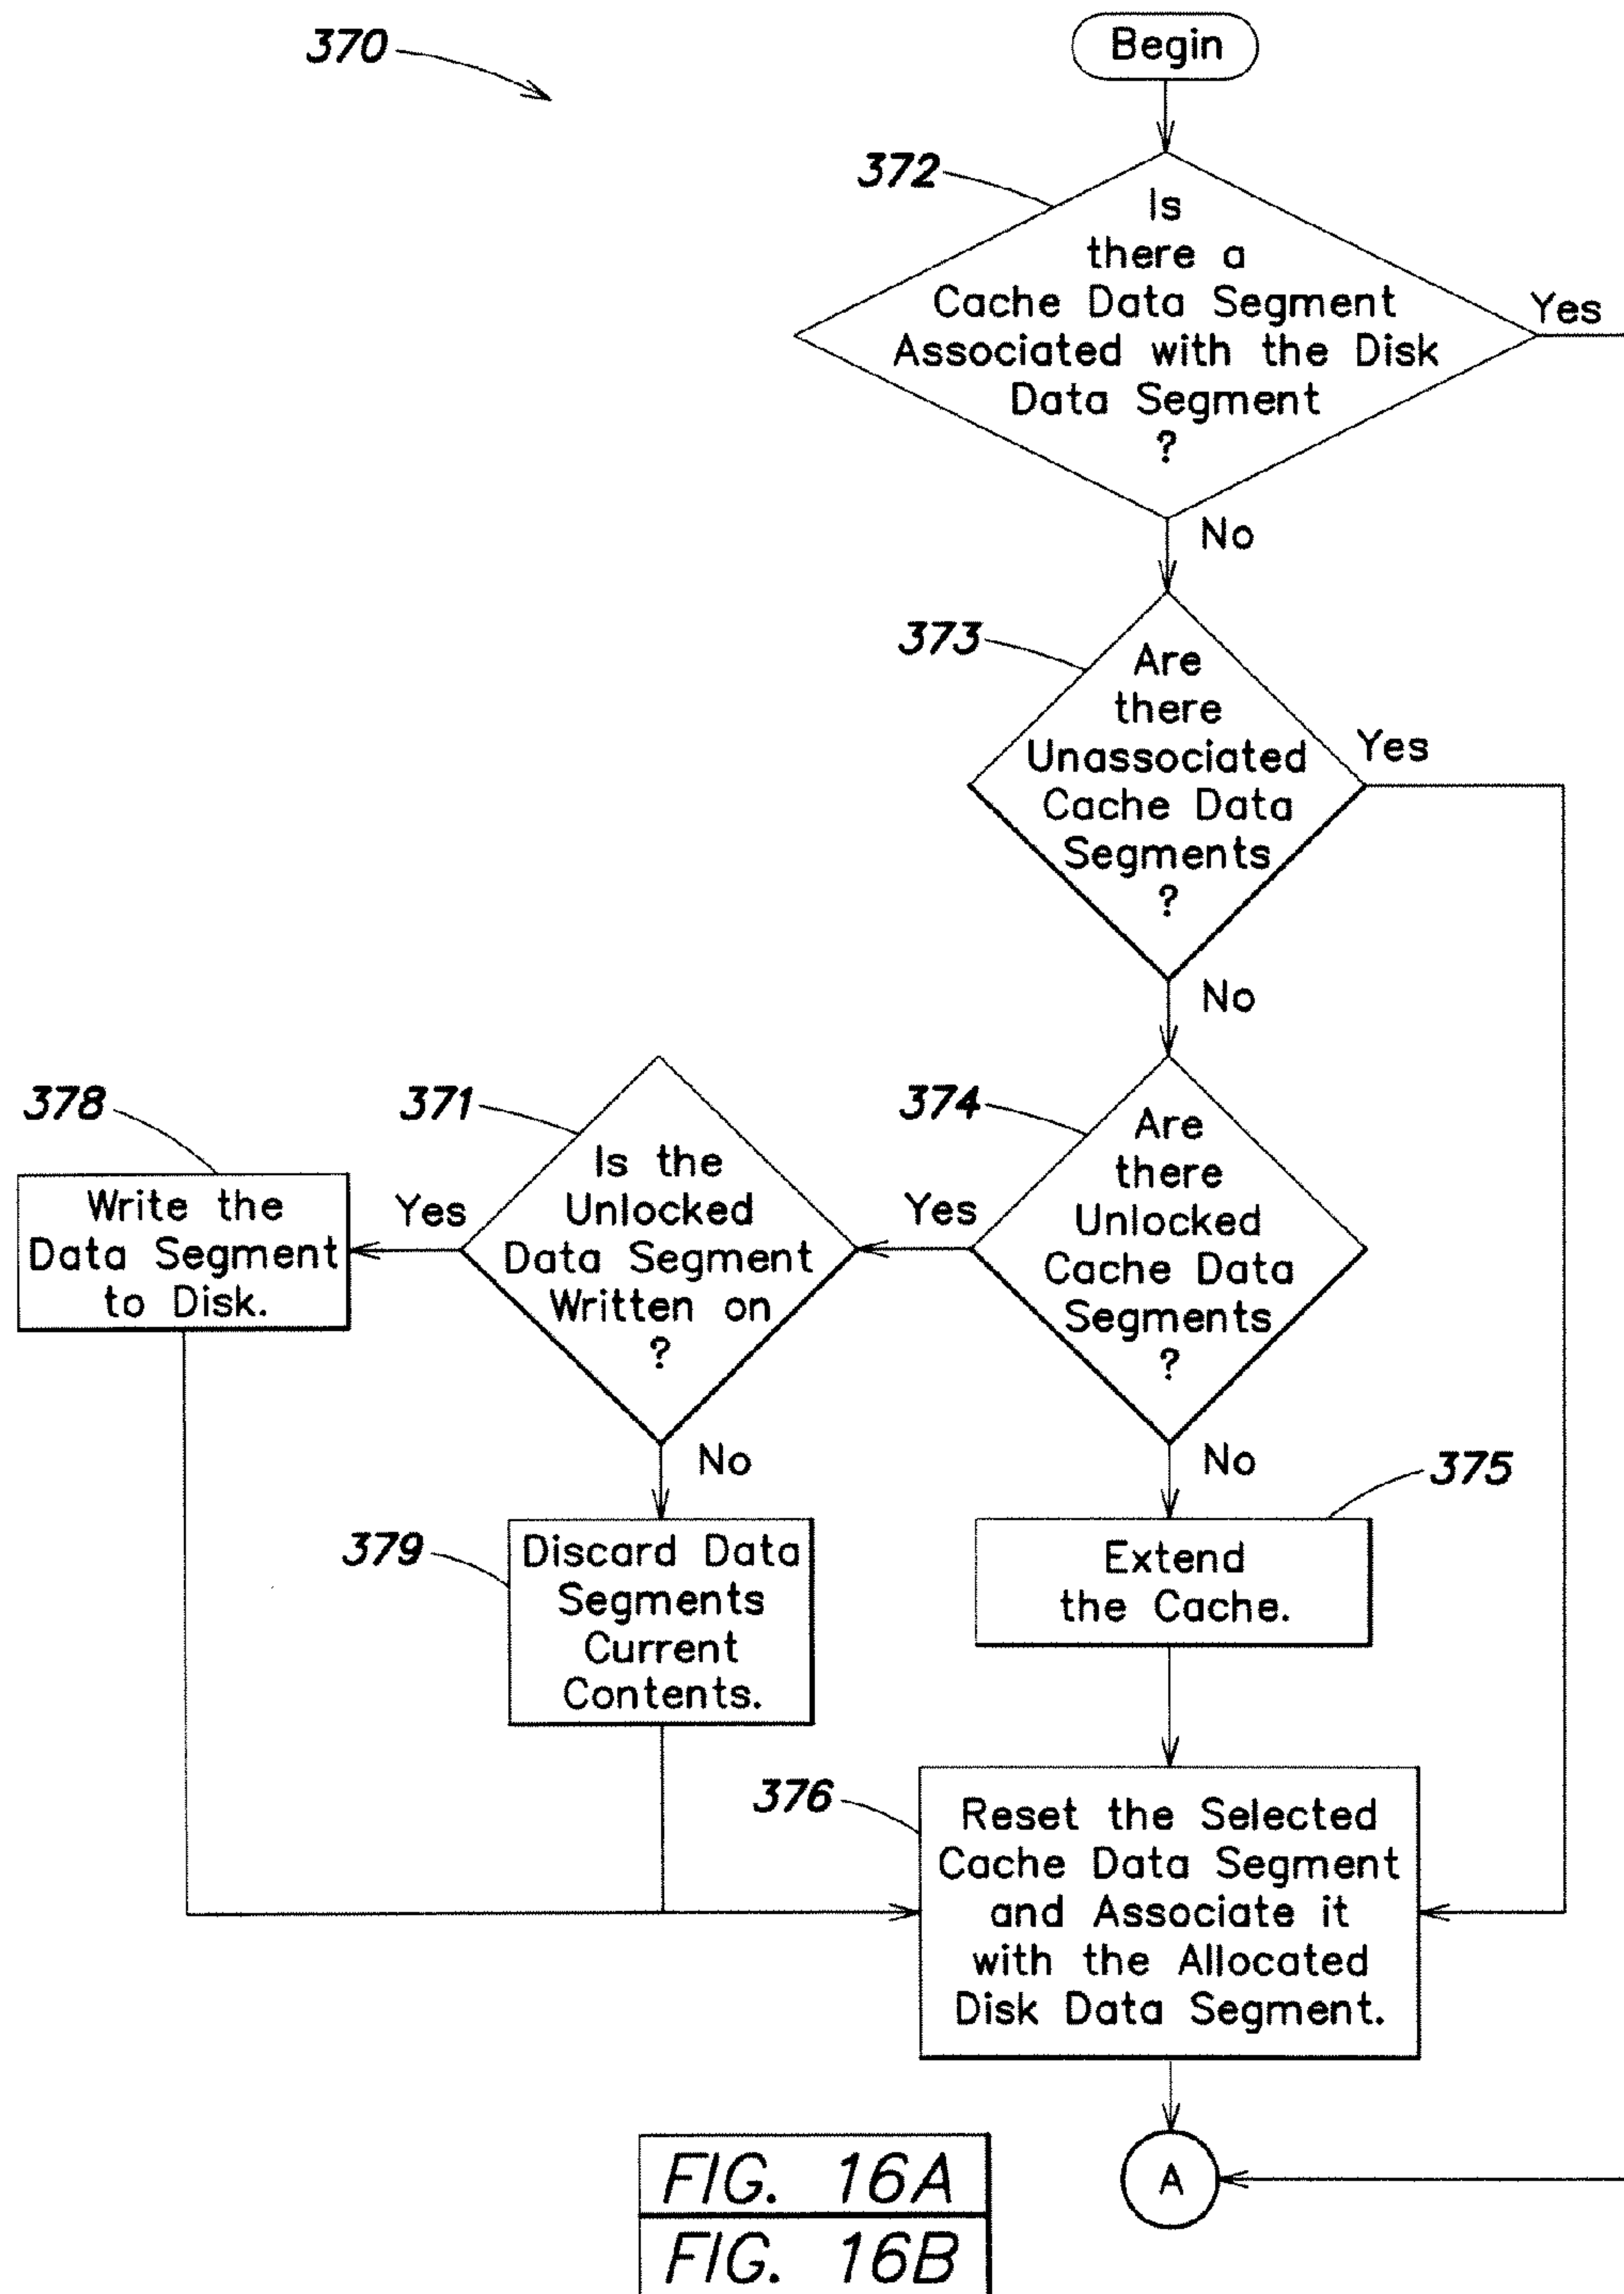 370
Begin
372
Is
there a
Cache Data Segment
Associated with the Disk
Data Segment
?
Yes
No
373
Are
there
Unassociated
Cache Data
Segments
?
Yes
No
374
Are
there
Unlocked
Cache Data
Segments
?
Yes
No
371
Is the
Unlocked
Data Segment
Written on
?
Yes
No
378
Write the
Data Segment
to Disk.
379
Discard Data
Segments
Current
Contents.
375
Extend
the Cache.
376
Reset the Selected
Cache Data Segment
and Associate it
with the Allocated
Disk Data Segment.
A
FIG. 16A
FIG. 16B